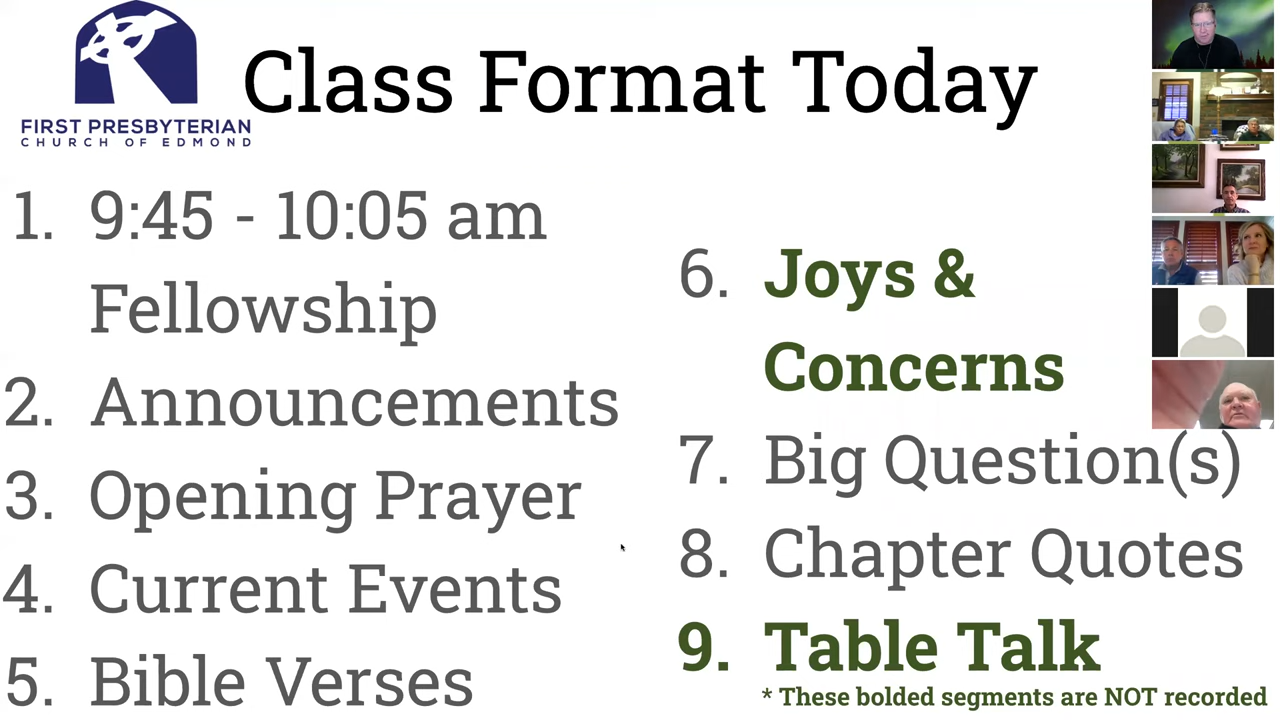 Class Format Today
FIRST PRESBYTERIAN
CHURCH OF EDMOND
1. 9:45 - 10:05 am
Fellowship
2. Announcements
3. Opening Prayer
4. Current Events
5. Bible Verses
6. Joys &
Concerns
7. Big Question(s)
8. Chapter Quotes
9. Table Talk
* These bolded segments are NOT recorded